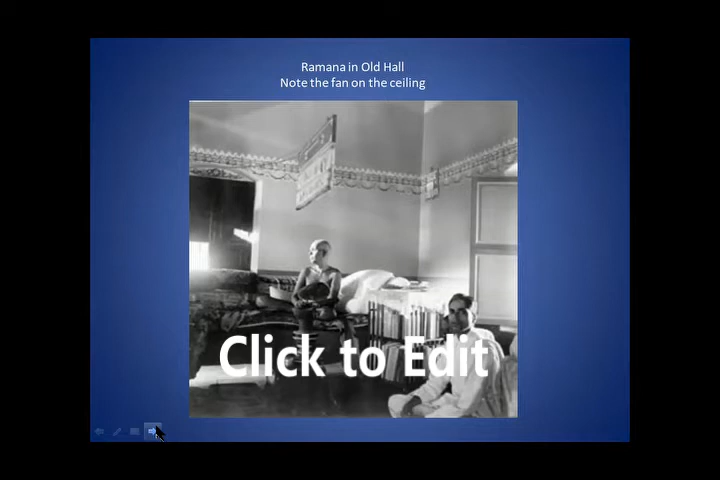 Ramana in Old Hall
Note the fan on the ceiling
Click to Edit